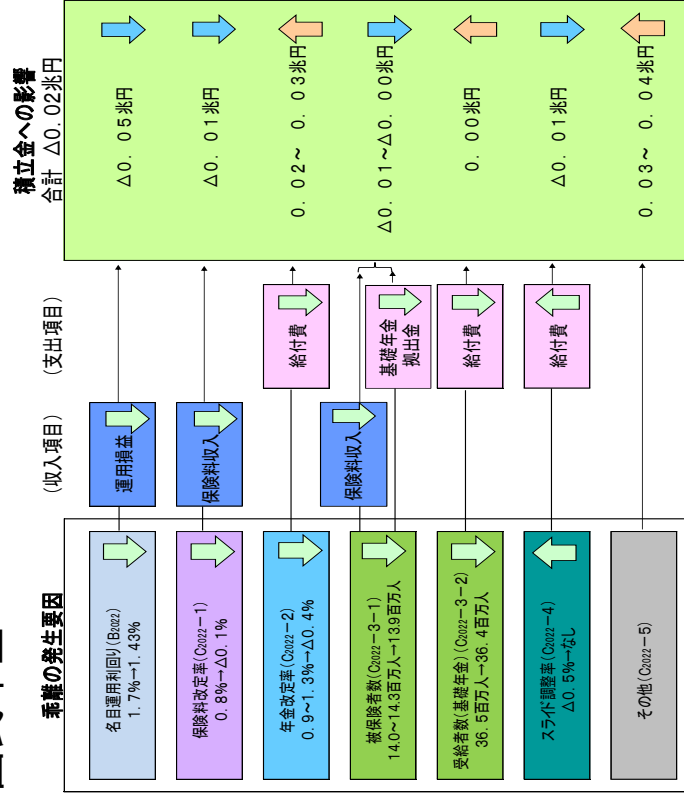 乖離の発生要因
(収入項目)
(支出項目)
積立金への影響
合計 △0.02兆円
名目運用利回り(B2022)
1.7%→1.43%
運用損益
△0.05兆円
保険料改定率(C2022-1)
0.8%→△0.1%
保険料収入
△0.01兆円
年金改定率(C2022-2)
0.9~1.3%→△0.4%
給付費
0.02~ 0.03兆円
被保険者数(C2022-3-1)
14.0~14.3百万人→13.9百万人
保険料収入
基礎年金
拠出金
△0.01~△0.00兆円
受給者数(基礎年金)(C2022-3-2)
36.5百万人→36.4百万人
給付費
0.00兆円
スライド調整率(C2022-4)
△0.5%→なし
給付費
△0.01兆円
その他(C2022-5)
0.03~ 0.04兆円